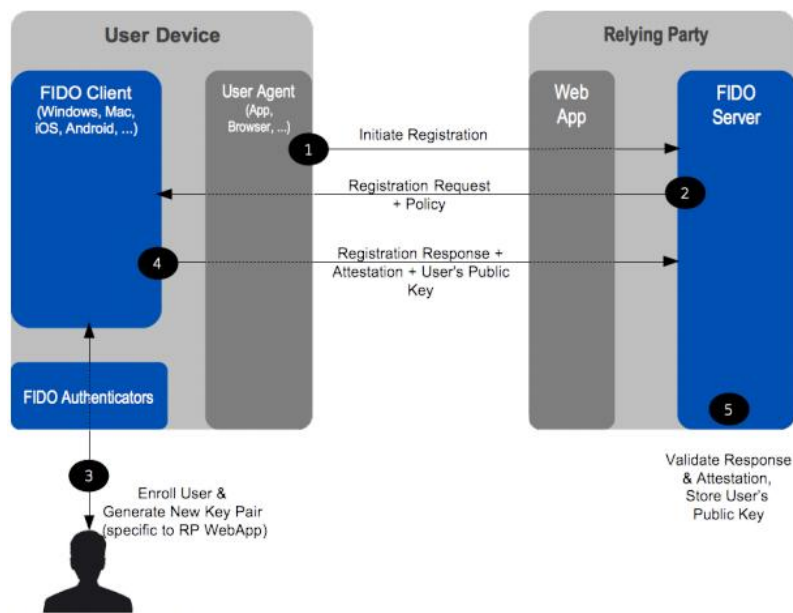 User Device
Relying Party
FIDO Client
(Windows, Mac,
iOS, Android, ...)
User Agent
(App,
Browser, ...)
Web
App
FIDO
Server
1
Initiate Registration
Registration Request
+ Policy
2
4
Registration Response +
Attestation + User's Public
Key
FIDO Authenticators
5
3
Enroll User &
Generate New Key Pair
(specific to RP WebApp)
Validate Response
& Attestation,
Store User's
Public Key